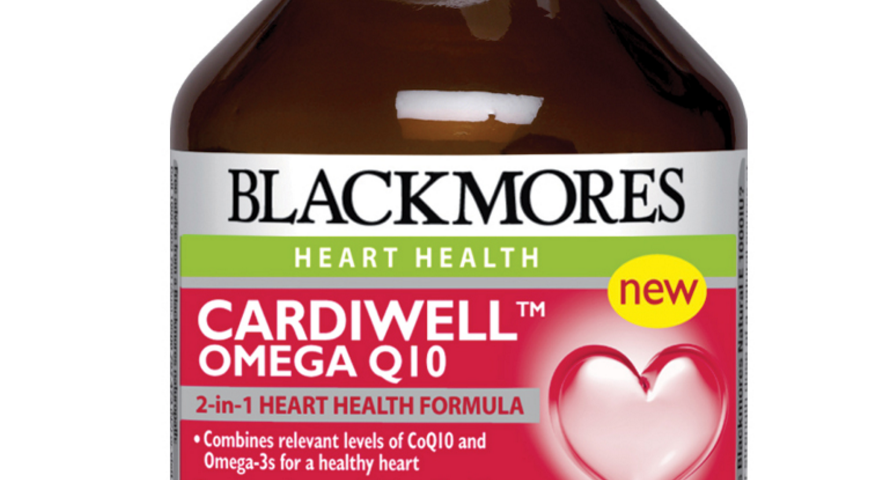 BLACKMORES
HEART HEALTH
new
CARDIWELL™
OMEGA Q10
2-in-1 HEART HEALTH FORMULA
• Combines relevant levels of CoQ10 and
Omega-3s for a healthy heart